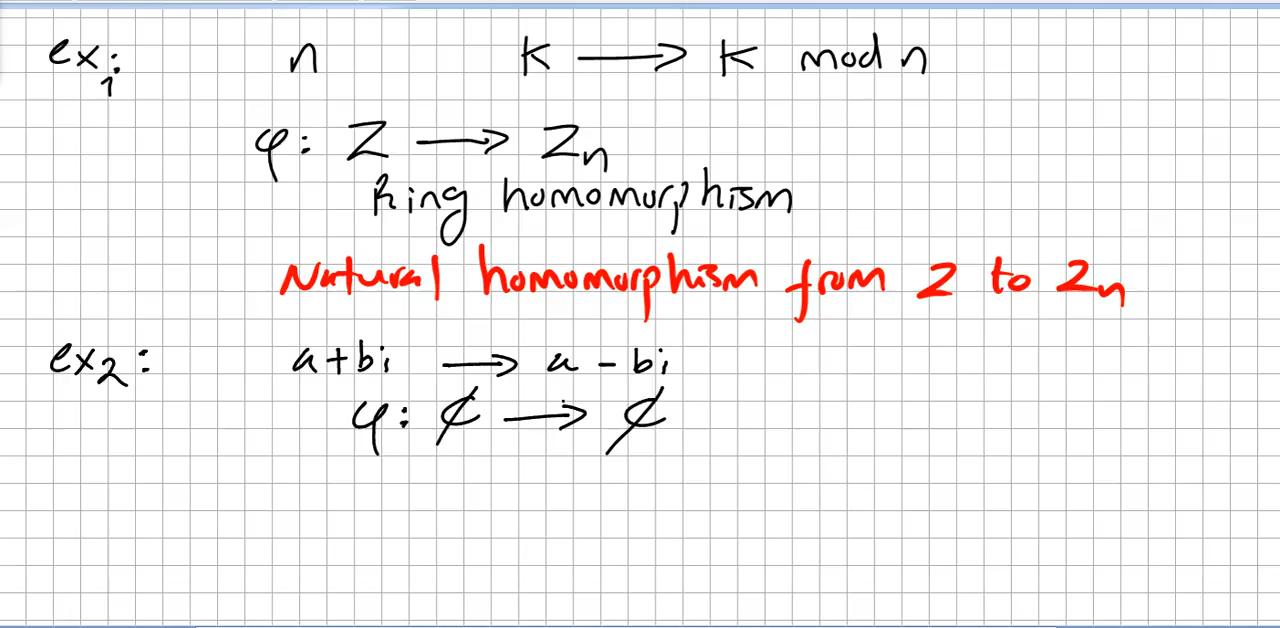 ex1: n k ⟶ k mod n
φ: Z ⟶ Zn
Ring homomorphism
Natural homomorphism from Z to Zn
ex2: a+bi ⟶ a - bi
φ: ₵ ⟶ ₵